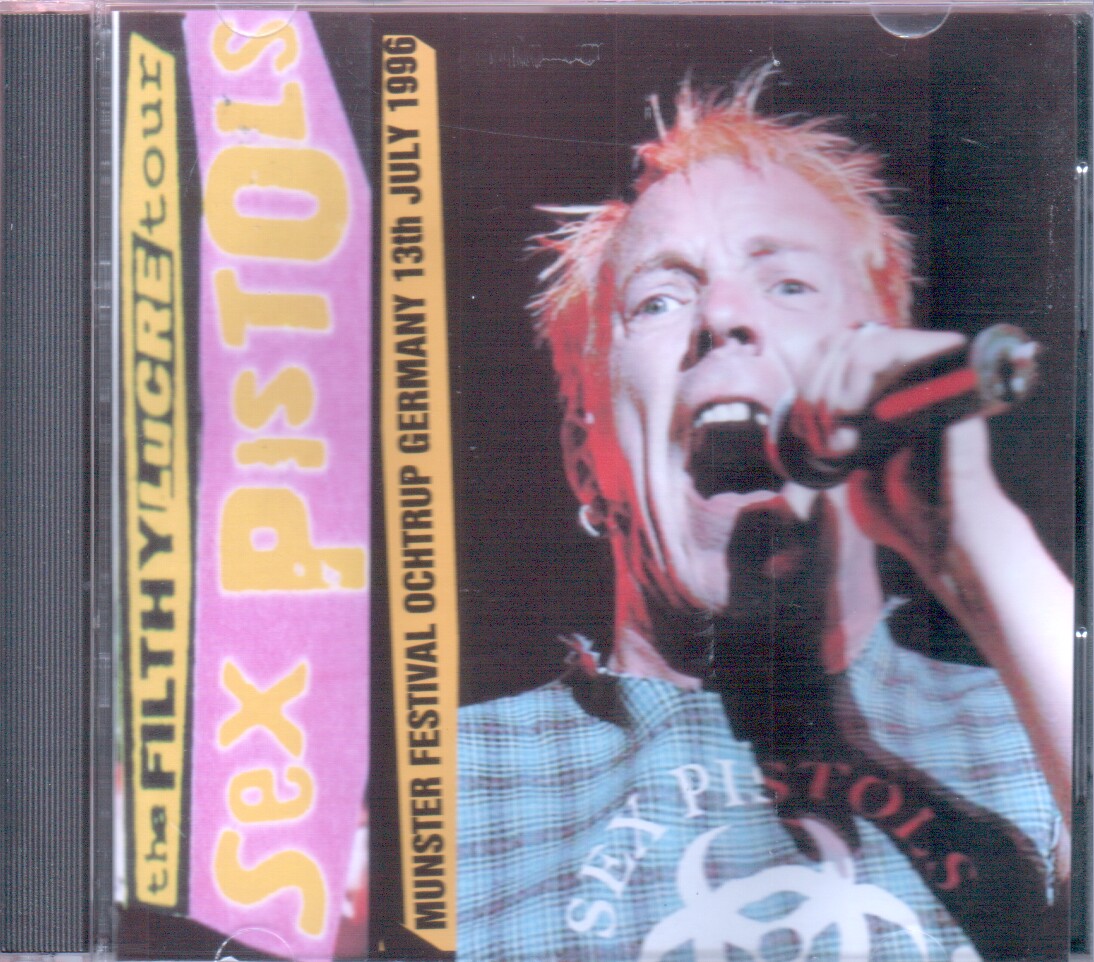 the FILTHY LUCRE tour
Sex PISTOls
MUNSTER FESTIVAL OCHTRUP GERMANY 13th JULY 1996
SEX PISTOLS